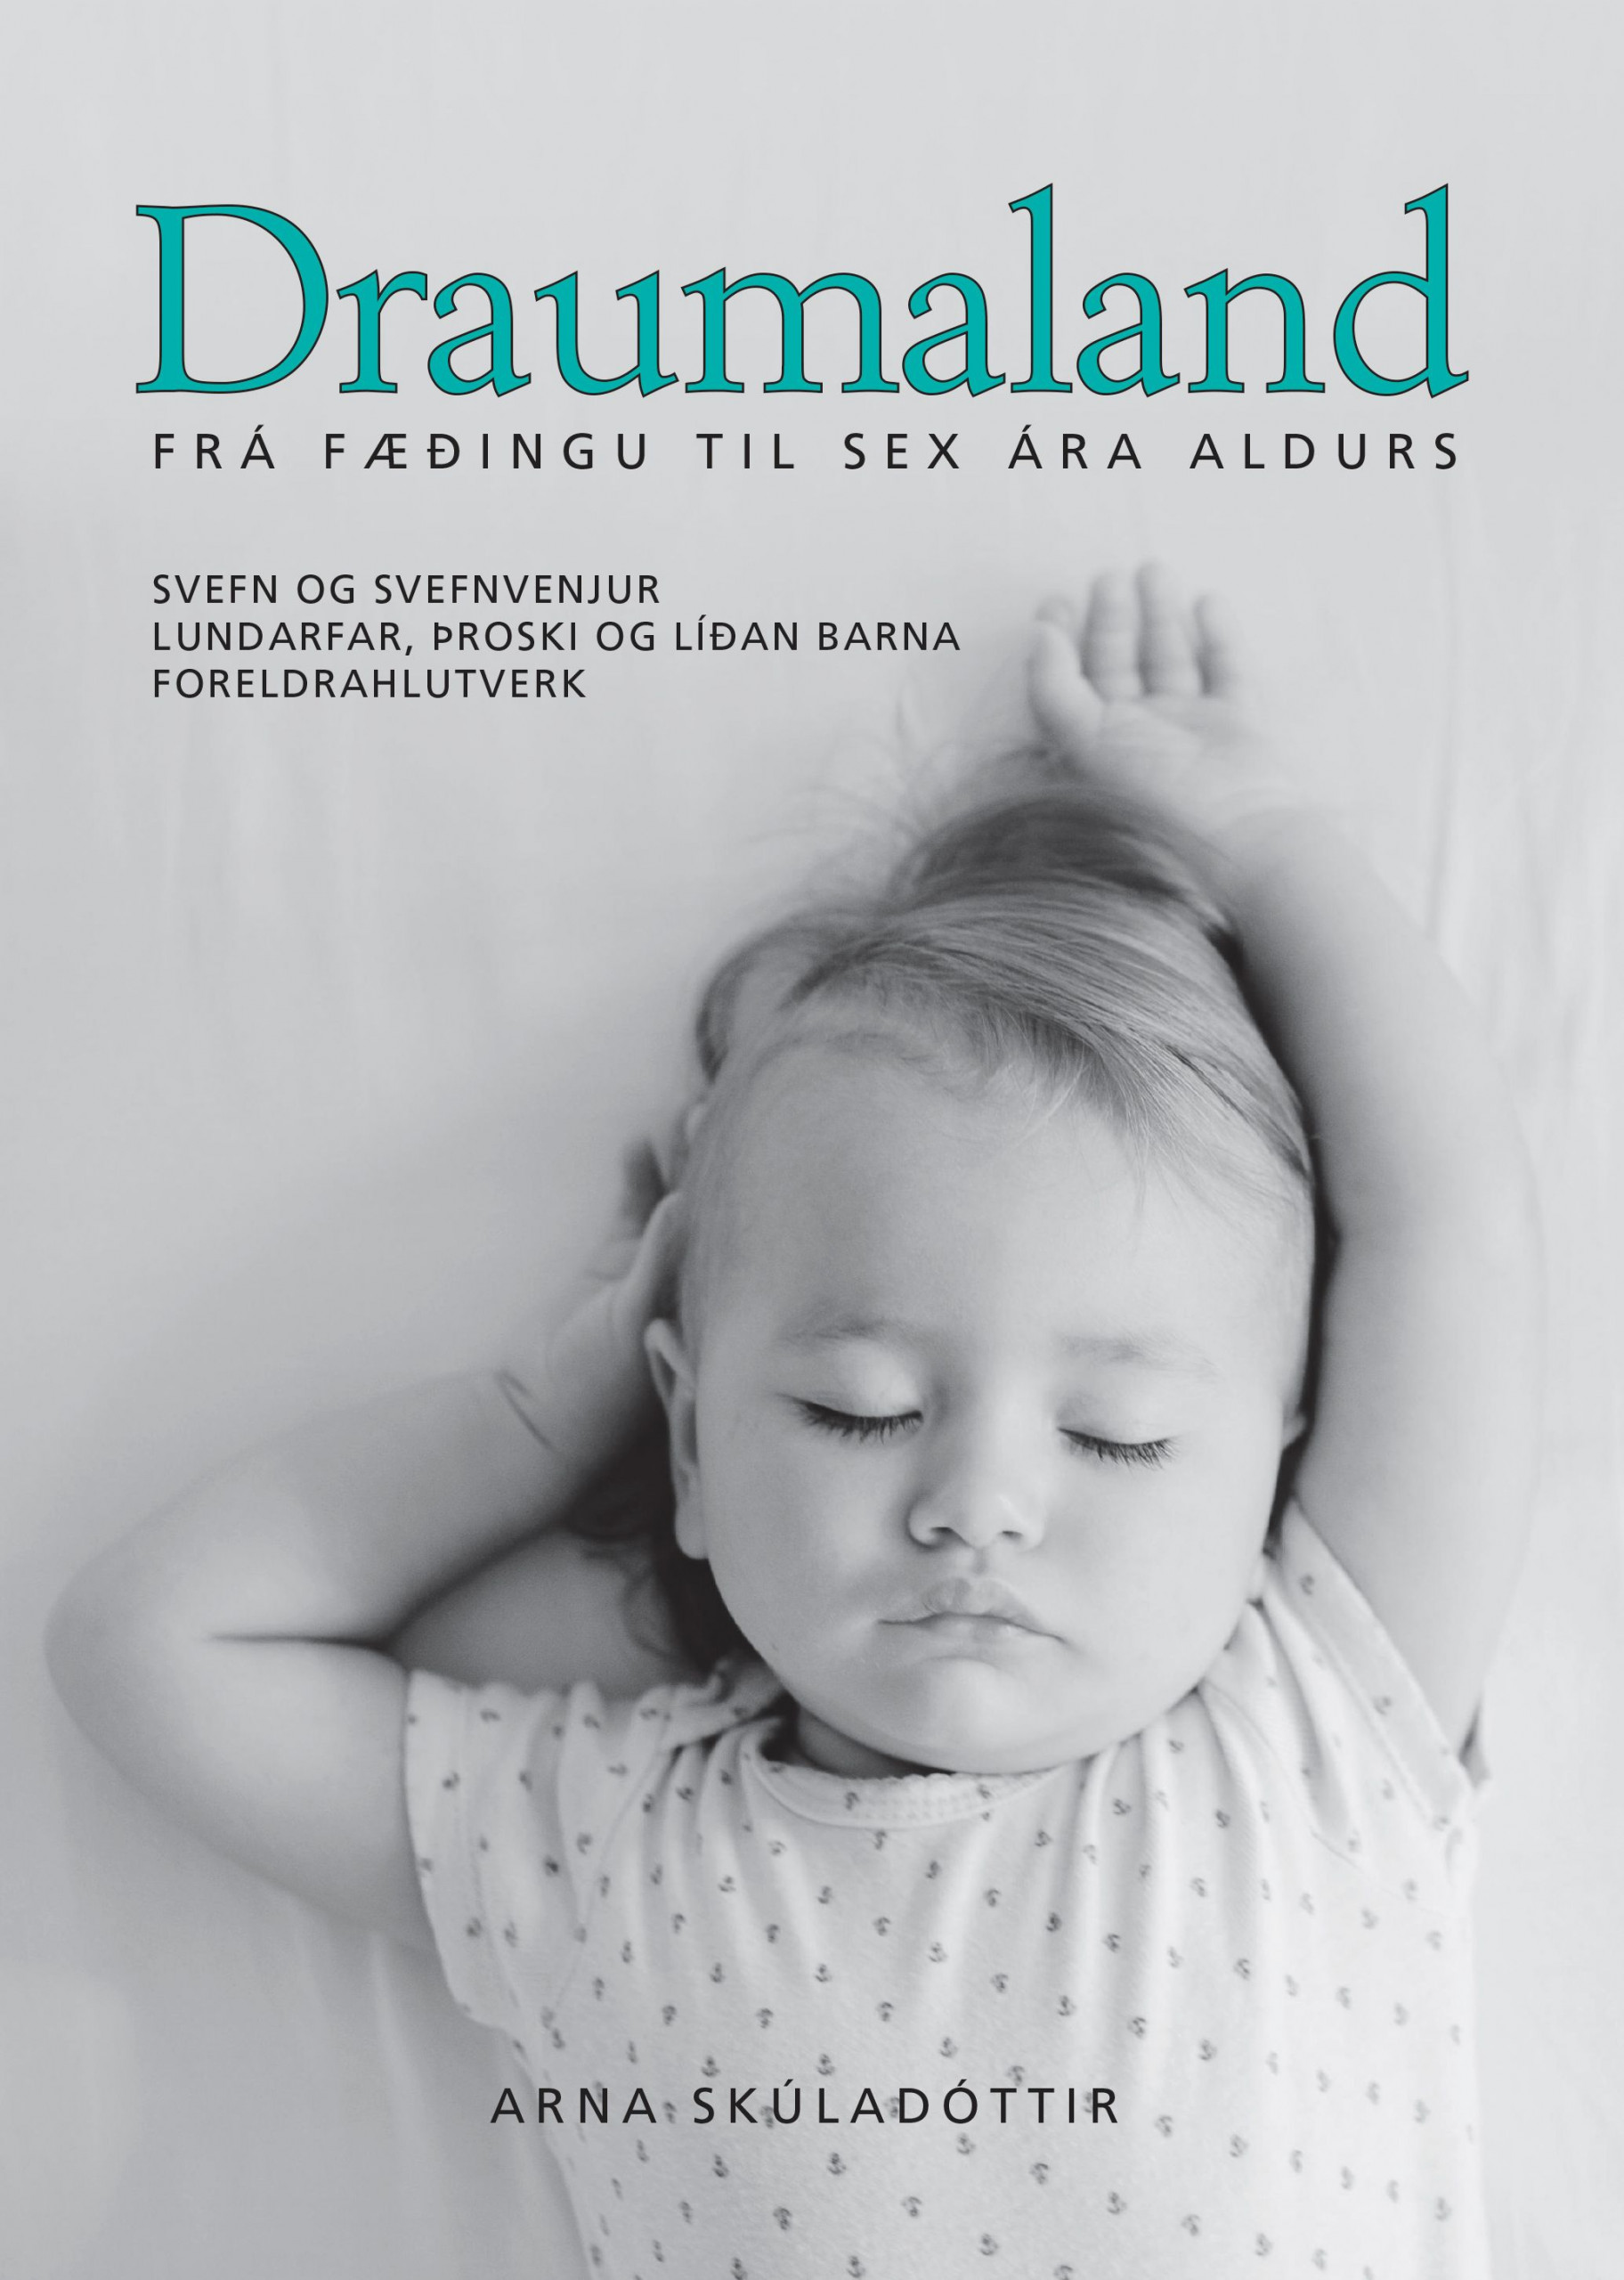 Draumaland
FRÁ FÆÐINGU TIL SEX ÁRA ALDURS
SVEFN OG SVEFNVENJUR
LUNDARFAR, ÞROSKI OG LÍÐAN BARNA
FORELDRAHLUTVERK
ARNA SKÚLADÓTTIR